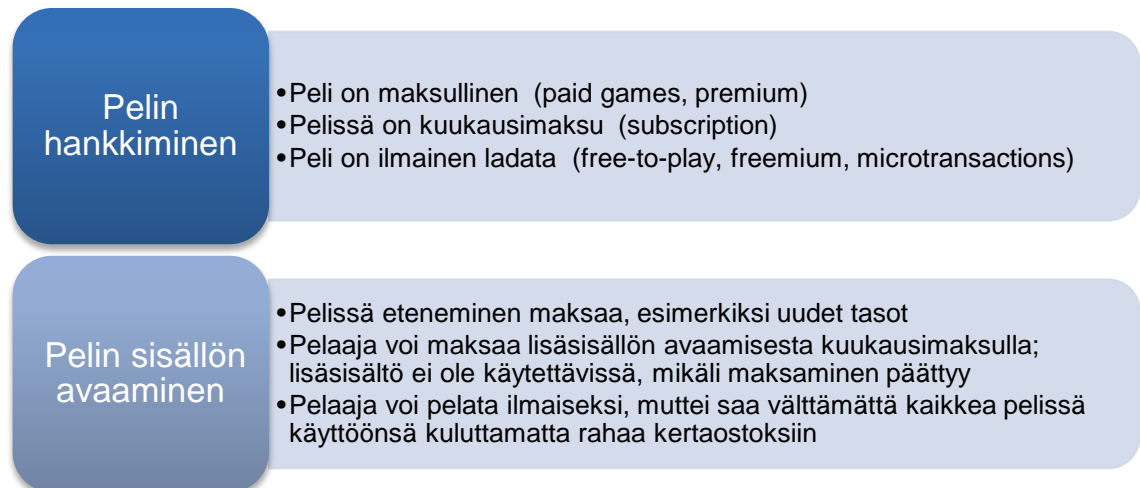 Pelin
hankkiminen
•Peli on maksullinen (paid games, premium)
•Pelissä on kuukausimaksu (subscription)
•Peli on ilmainen ladata (free-to-play, freemium, microtransactions)
Pelin sisällön
avaaminen
•Pelissä eteneminen maksaa, esimerkiksi uudet tasot
•Pelaaja voi maksaa lisäsisällön avaamisesta kuukausimaksulla;
lisäsisältö ei ole käytettävissä, mikäli maksaminen päättyy
•Pelaaja voi pelata ilmaiseksi, muttei saa välttämättä kaikkea pelissä
käyttöönsä kuluttamatta rahaa kertaostoksiin